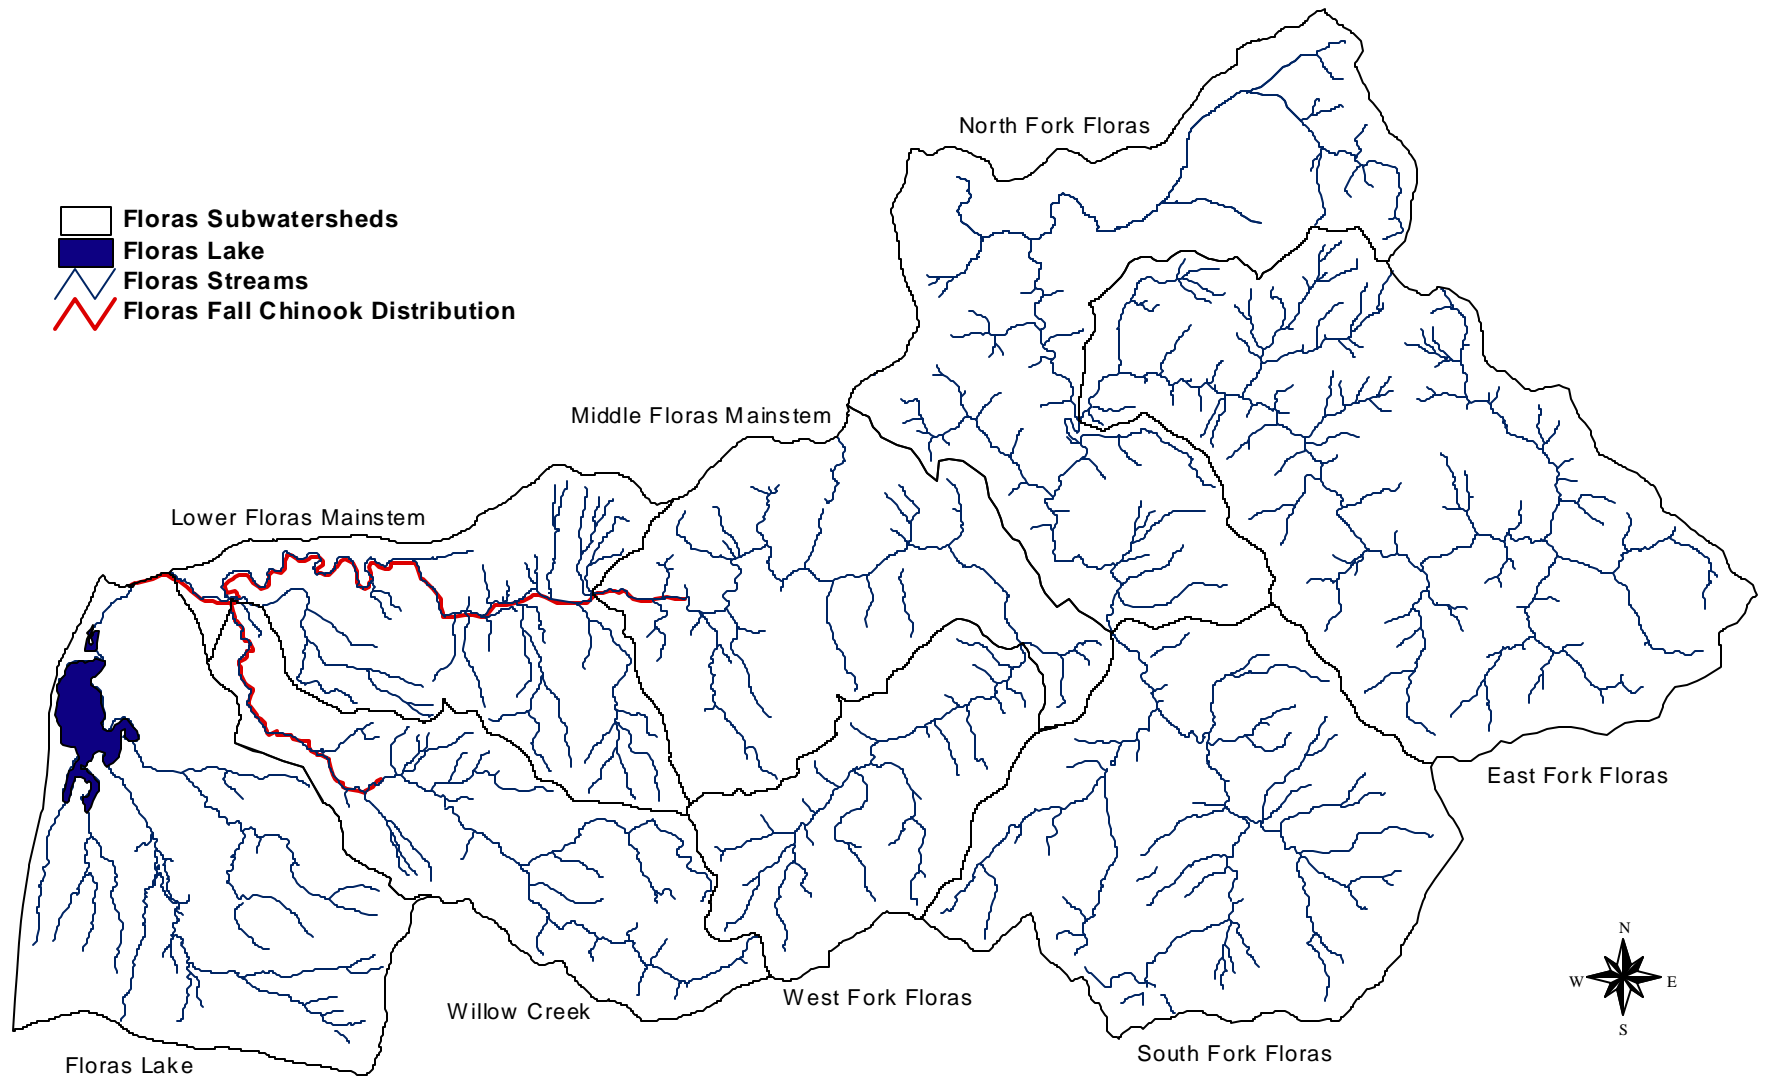 North Fork Floras
Floras Subwatersheds
Floras Lake
Floras Streams
Floras Fall Chinook Distribution
Middle Floras Mainstem
Lower Floras Mainstem
East Fork Floras
N
W
E
S
West Fork Floras
Willow Creek
South Fork Floras
Floras Lake